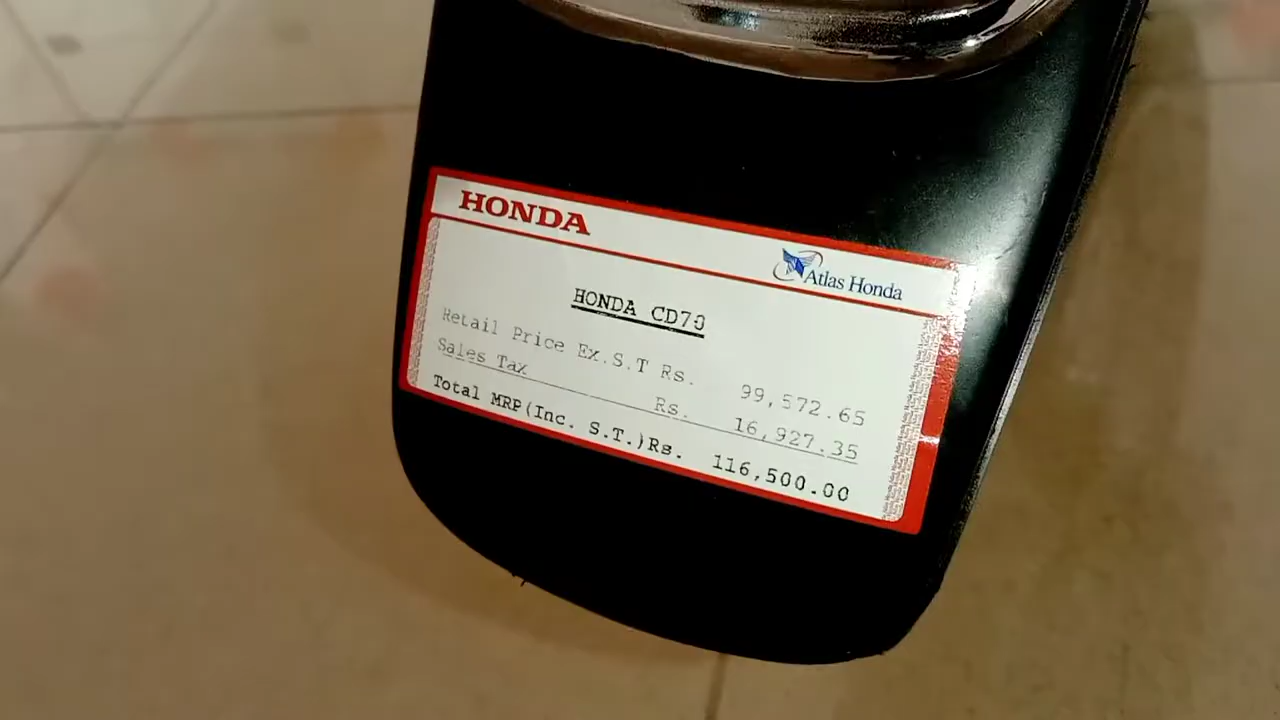 HONDA
Atlas Honda
HONDA CD70
Retail Price Ex.S.T Rs. 99,572.65
Sales Tax Rs. 16,927.35
Total MRP(Inc. S.T.)Rs. 116,500.00